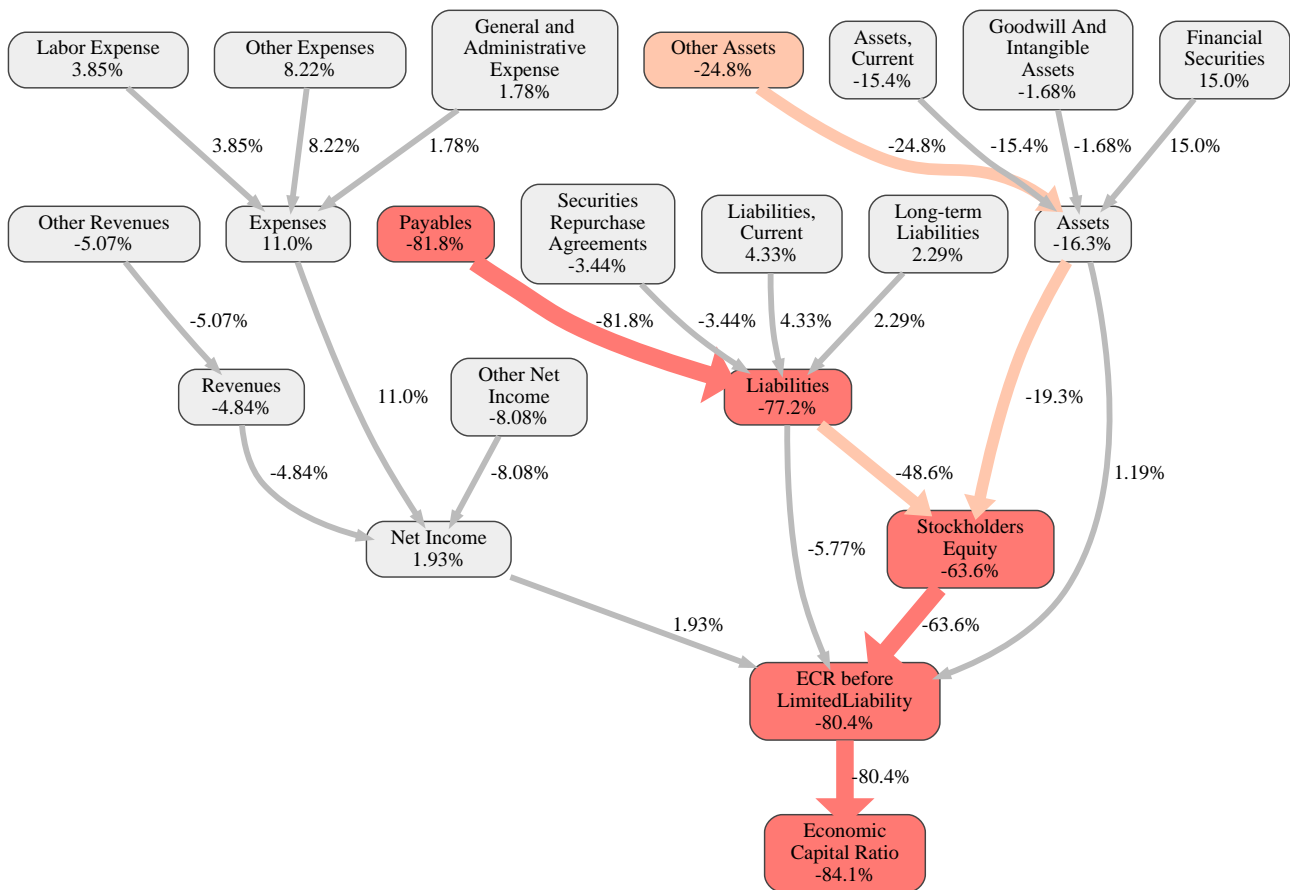 Labor Expense
3.85%
Other Expenses
8.22%
General and
Administrative
Expense
1.78%
Other Assets
-24.8%
Assets,
Current
-15.4%
Goodwill And
Intangible
Assets
-1.68%
Financial
Securities
15.0%
3.85%
8.22%
1.78%
-24.8%
-15.4%
-1.68%
15.0%
Other Revenues
-5.07%
Expenses
11.0%
Payables
-81.8%
Securities
Repurchase
Agreements
-3.44%
Liabilities,
Current
4.33%
Long-term
Liabilities
2.29%
Assets
-16.3%
-5.07%
-81.8%
-3.44%
4.33%
2.29%
Revenues
-4.84%
11.0%
Other Net
Income
-8.08%
Liabilities
-77.2%
-19.3%
-4.84%
-8.08%
-48.6%
1.19%
Net Income
1.93%
-5.77%
Stockholders
Equity
-63.6%
1.93%
-63.6%
ECR before
LimitedLiability
-80.4%
-80.4%
Economic
Capital Ratio
-84.1%